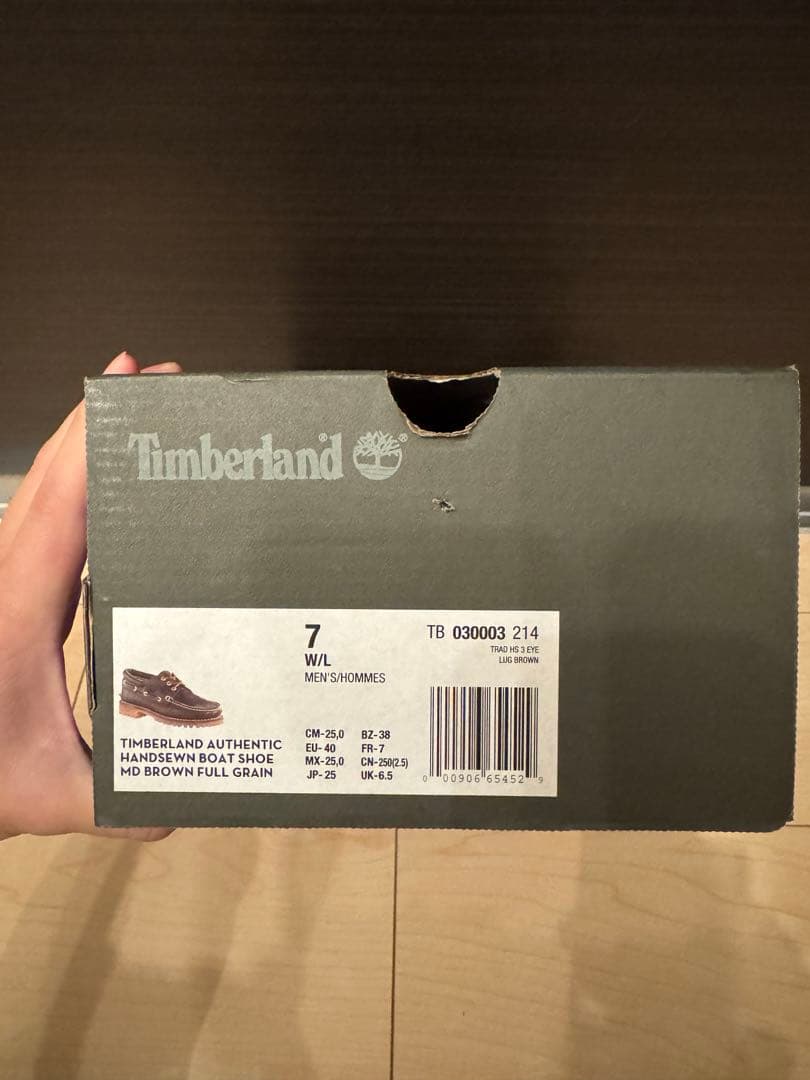 Timberland®
7
W/L
MEN'S/HOMMES
TB 030003 214
TRAD HS 3 EYE
LUG BROWN
TIMBERLAND AUTHENTIC
HANDSEWN BOAT SHOE
MD BROWN FULL GRAIN
CM-25,0 BZ-38
EU- 40 FR-7
MX-25,0 CN-250(2.5)
JP- 25 UK-6.5
0 00906 65452 9